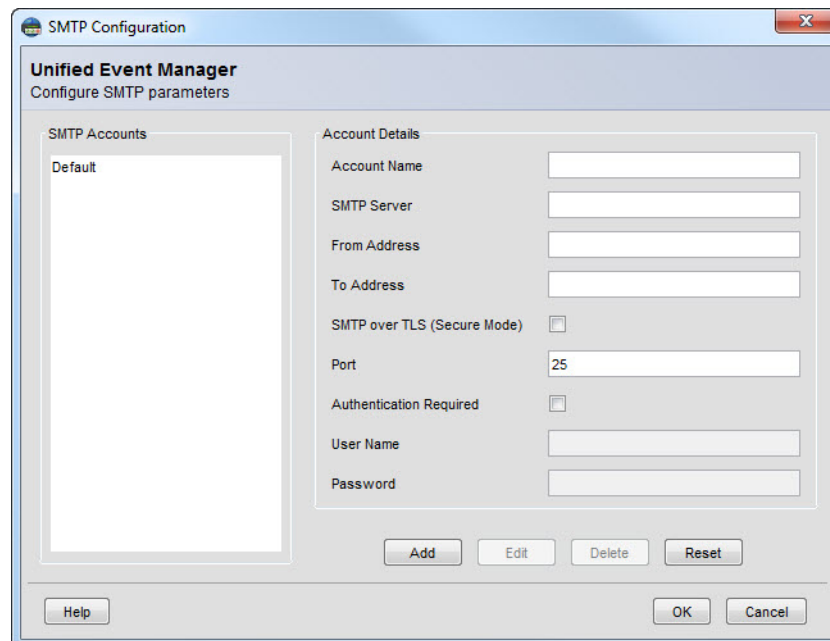 SMTP Configuration
Unified Event Manager
Configure SMTP parameters
SMTP Accounts
Default
Account Details
Account Name
SMTP Server
From Address
To Address
SMTP over TLS (Secure Mode)
Port 25
Authentication Required
User Name
Password
Add Edit Delete Reset
Help OK Cancel